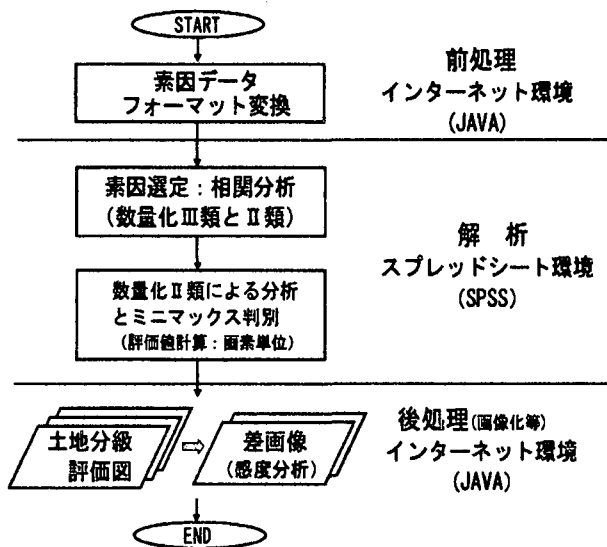 START
素因データ
フォーマット変換
前処理
インターネット環境
(JAVA)
素因選定：相関分析
(数量化Ⅲ類とⅡ類)
数量化Ⅱ類による分析
とミニマックス判別
(評価値計算：画素単位)
解 析
スプレッドシート環境
(SPSS)
土地分級
評価図
⇨
差画像
(感度分析)
後処理(画像化等)
インターネット環境
(JAVA)
END